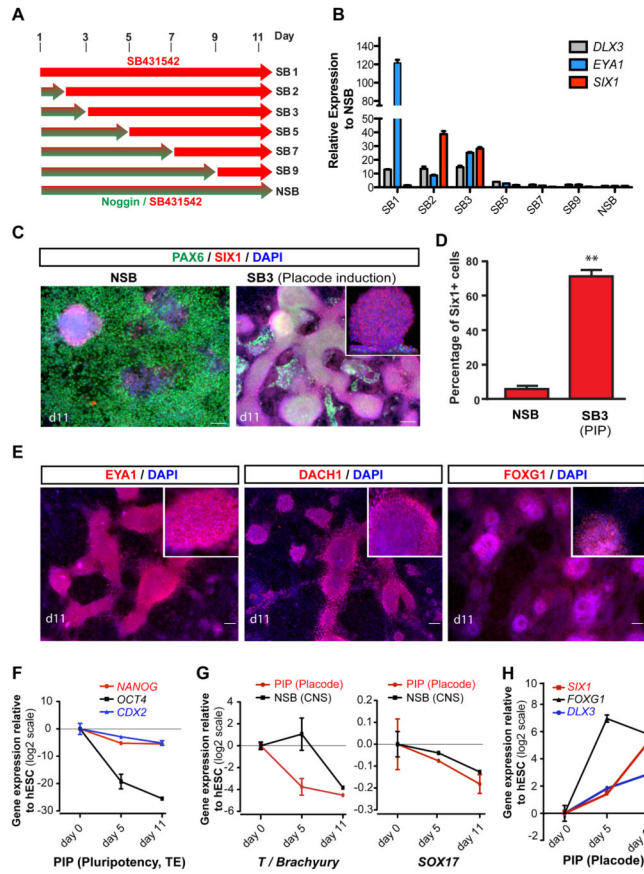 A
1 3 5 7 9 11 Day
SB431542
SB 1
SB 2
SB 3
SB 5
SB 7
SB 9
NSB
Noggin / SB431542
B
Relative Expression
to NSB
140
120
100
80
60
50
40
30
20
10
0
DLX3
EYA1
SIX1
SB1 SB2 SB3 SB5 SB7 SB9 NSB
C
PAX6 / SIX1 / DAPI
NSB
SB3 (Placode induction)
d11
d11
D
Percentage of Six1+ cells
80
60
40
20
0
**
NSB SB3
(PIP)
E
EYA1 / DAPI
DACH1 / DAPI
FOXG1 / DAPI
d11
d11
d11
F
NANOG
OCT4
CDX2
Gene expression relative
to hESC (log2 scale)
10
0
-10
-20
-30
day 0 day 5 day 11
PIP (Pluripotency, TE)
G
PIP (Placode)
NSB (CNS)
Gene expression relative
to hESC (log2 scale)
4
2
0
-2
-4
-6
day 0 day 5 day 11
T / Brachyury
PIP (Placode)
NSB (CNS)
0.2
0.1
0.0
-0.1
-0.2
-0.3
day 0 day 5 day 11
SOX17
H
SIX1
FOXG1
DLX3
Gene expression relative
to hESC (log2 scale)
10
8
6
4
2
0
-2
day 0 day 5
PIP (Placode)